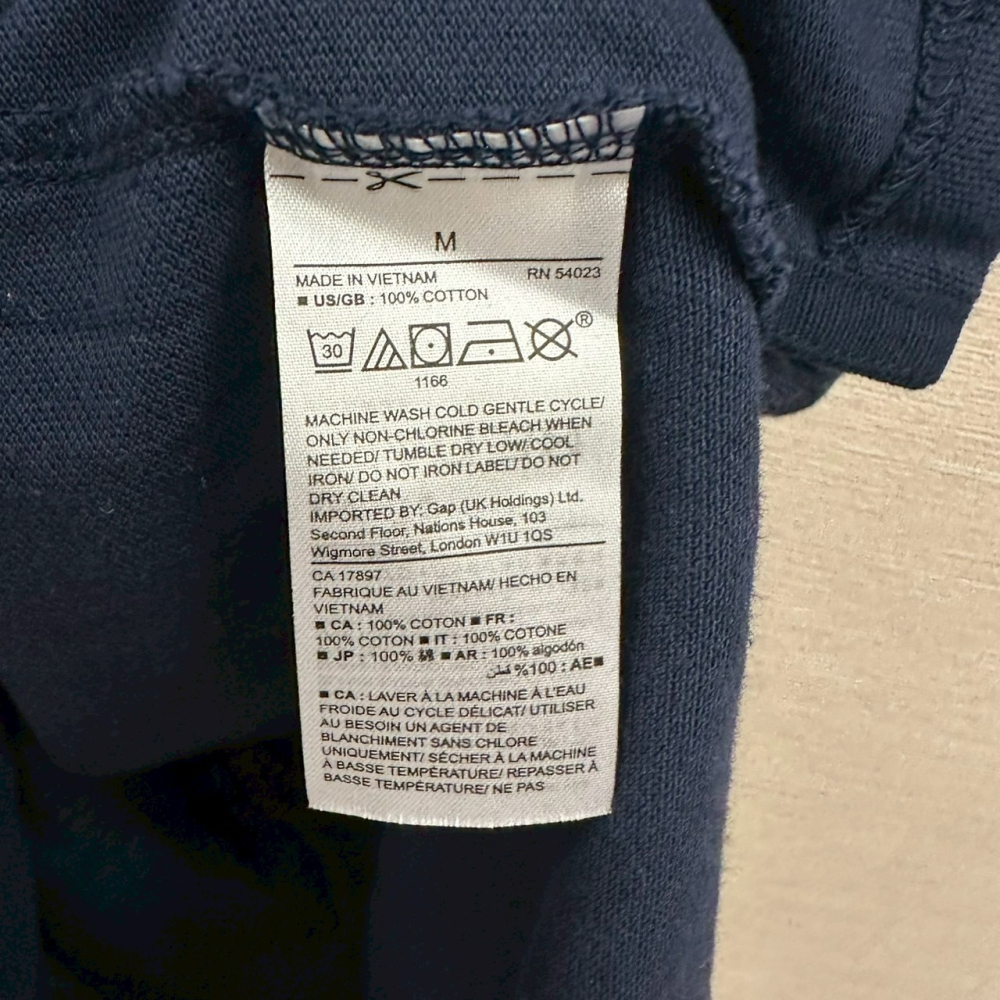 M
MADE IN VIETNAM RN 54023
■ US/GB : 100% COTTON
30 ®
1166
MACHINE WASH COLD GENTLE CYCLE/
ONLY NON-CHLORINE BLEACH WHEN
NEEDED/ TUMBLE DRY LOW/ COOL
IRON/ DO NOT IRON LABEL/ DO NOT
DRY CLEAN
IMPORTED BY: Gap (UK Holdings) Ltd.
Second Floor, Nations House, 103
Wigmore Street, London W1U 1QS
CA 17897
FABRIQUE AU VIETNAM/ HECHO EN
VIETNAM
■ CA : 100% COTON ■ FR :
100% COTON ■ IT : 100% COTONE
■ JP : 100% 綿 ■ AR : 100% algodón
■AE : 100% قطن
■ CA : LAVER À LA MACHINE À L'EAU
FROIDE AU CYCLE DÉLICAT/ UTILISER
AU BESOIN UN AGENT DE
BLANCHIMENT SANS CHLORE
UNIQUEMENT/ SÉCHER À LA MACHINE
À BASSE TEMPÉRATURE/ REPASSER À
BASSE TEMPÉRATURE/ NE PAS